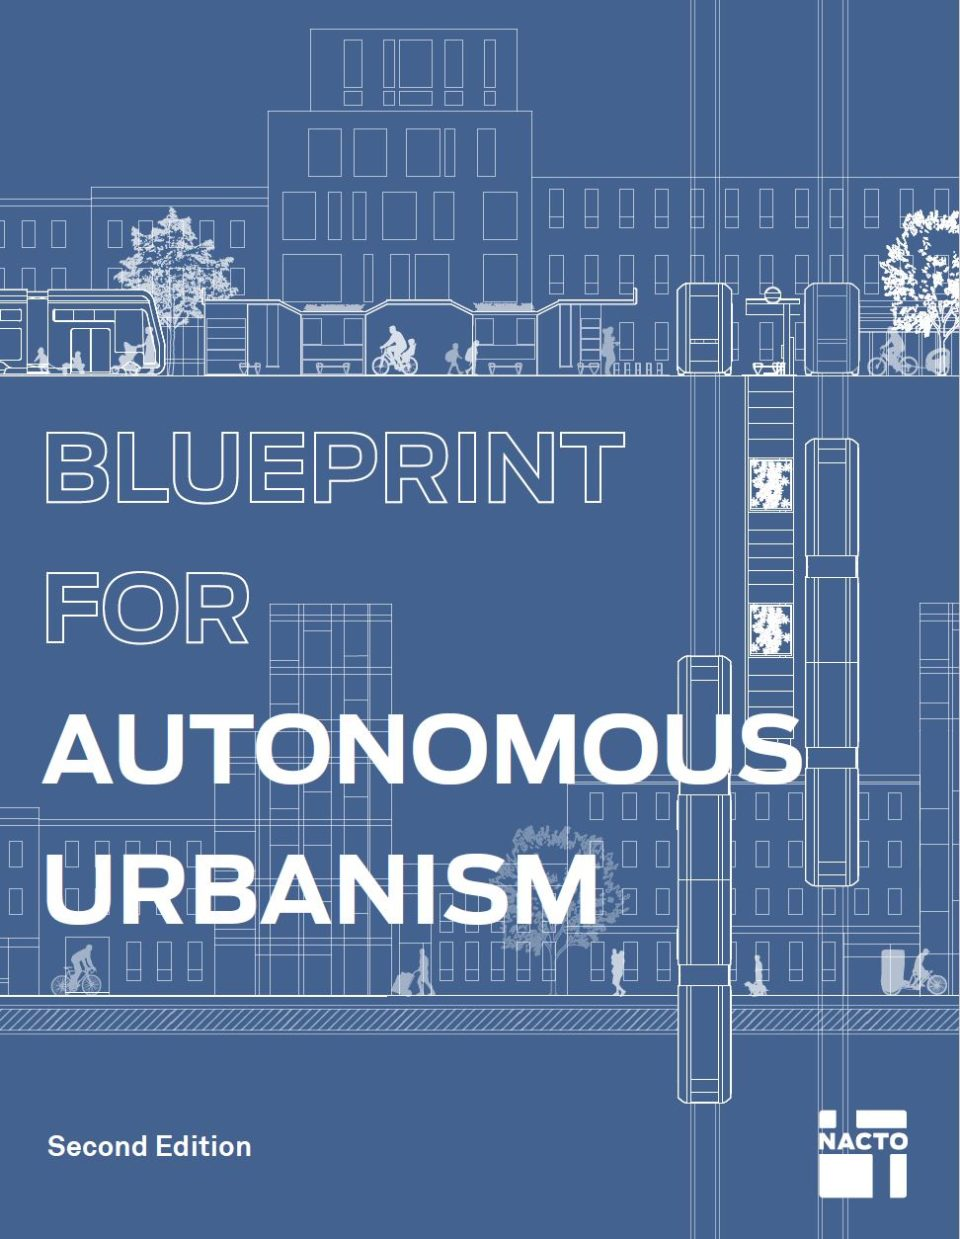 BLUEPRINT
FOR
AUTONOMOUS
URBANISM
Second Edition
NACTO